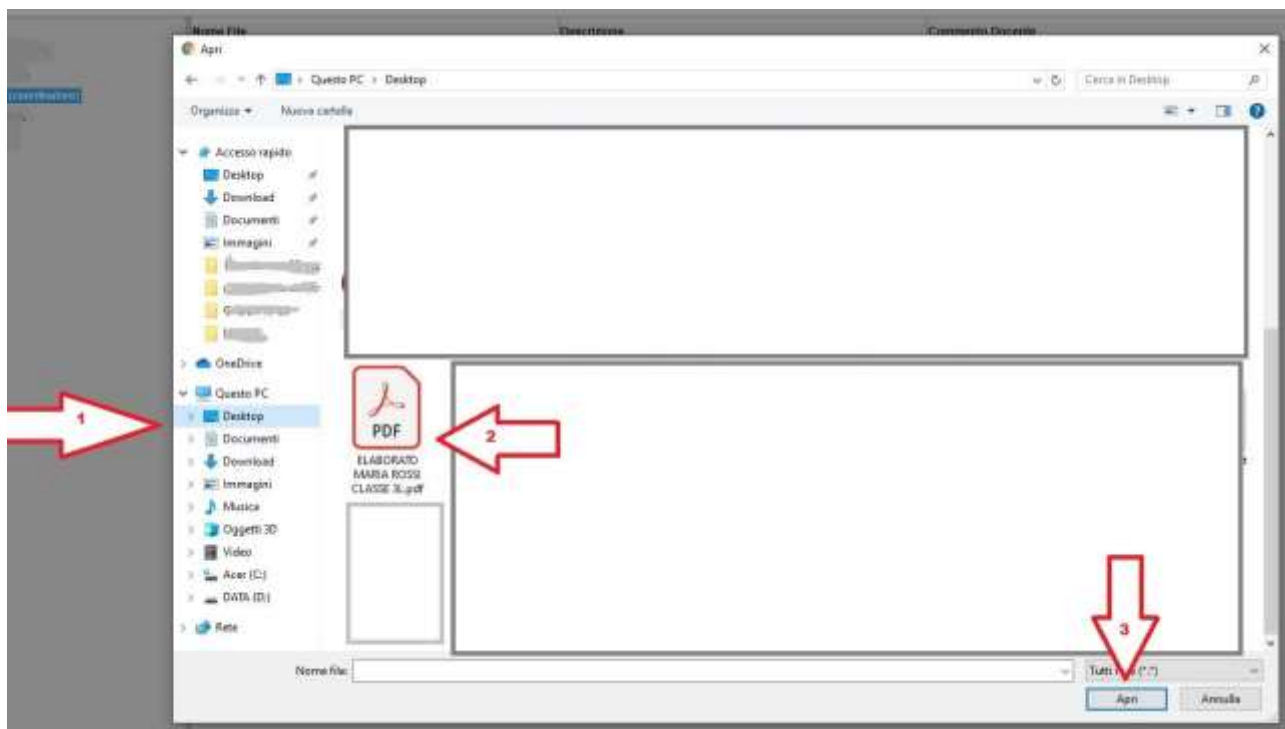 Nome File Descrizione Commento Docente
Apri
Questo PC > Desktop
Cerca in Desktop
Organizza Nuova cartella
Accesso rapido
Desktop
Download
Documenti
Immagini
OneDrive
Questo PC
Desktop
Documenti
Download
Immagini
Musica
Oggetti 3D
Video
Acer (C:)
DATA (D:)
Rete
1
PDF
2
ELABORATO
MARIA ROSSI
CLASSE 3L.pdf
3
Nome file:
Tutti (*.*)
Apri Annulla